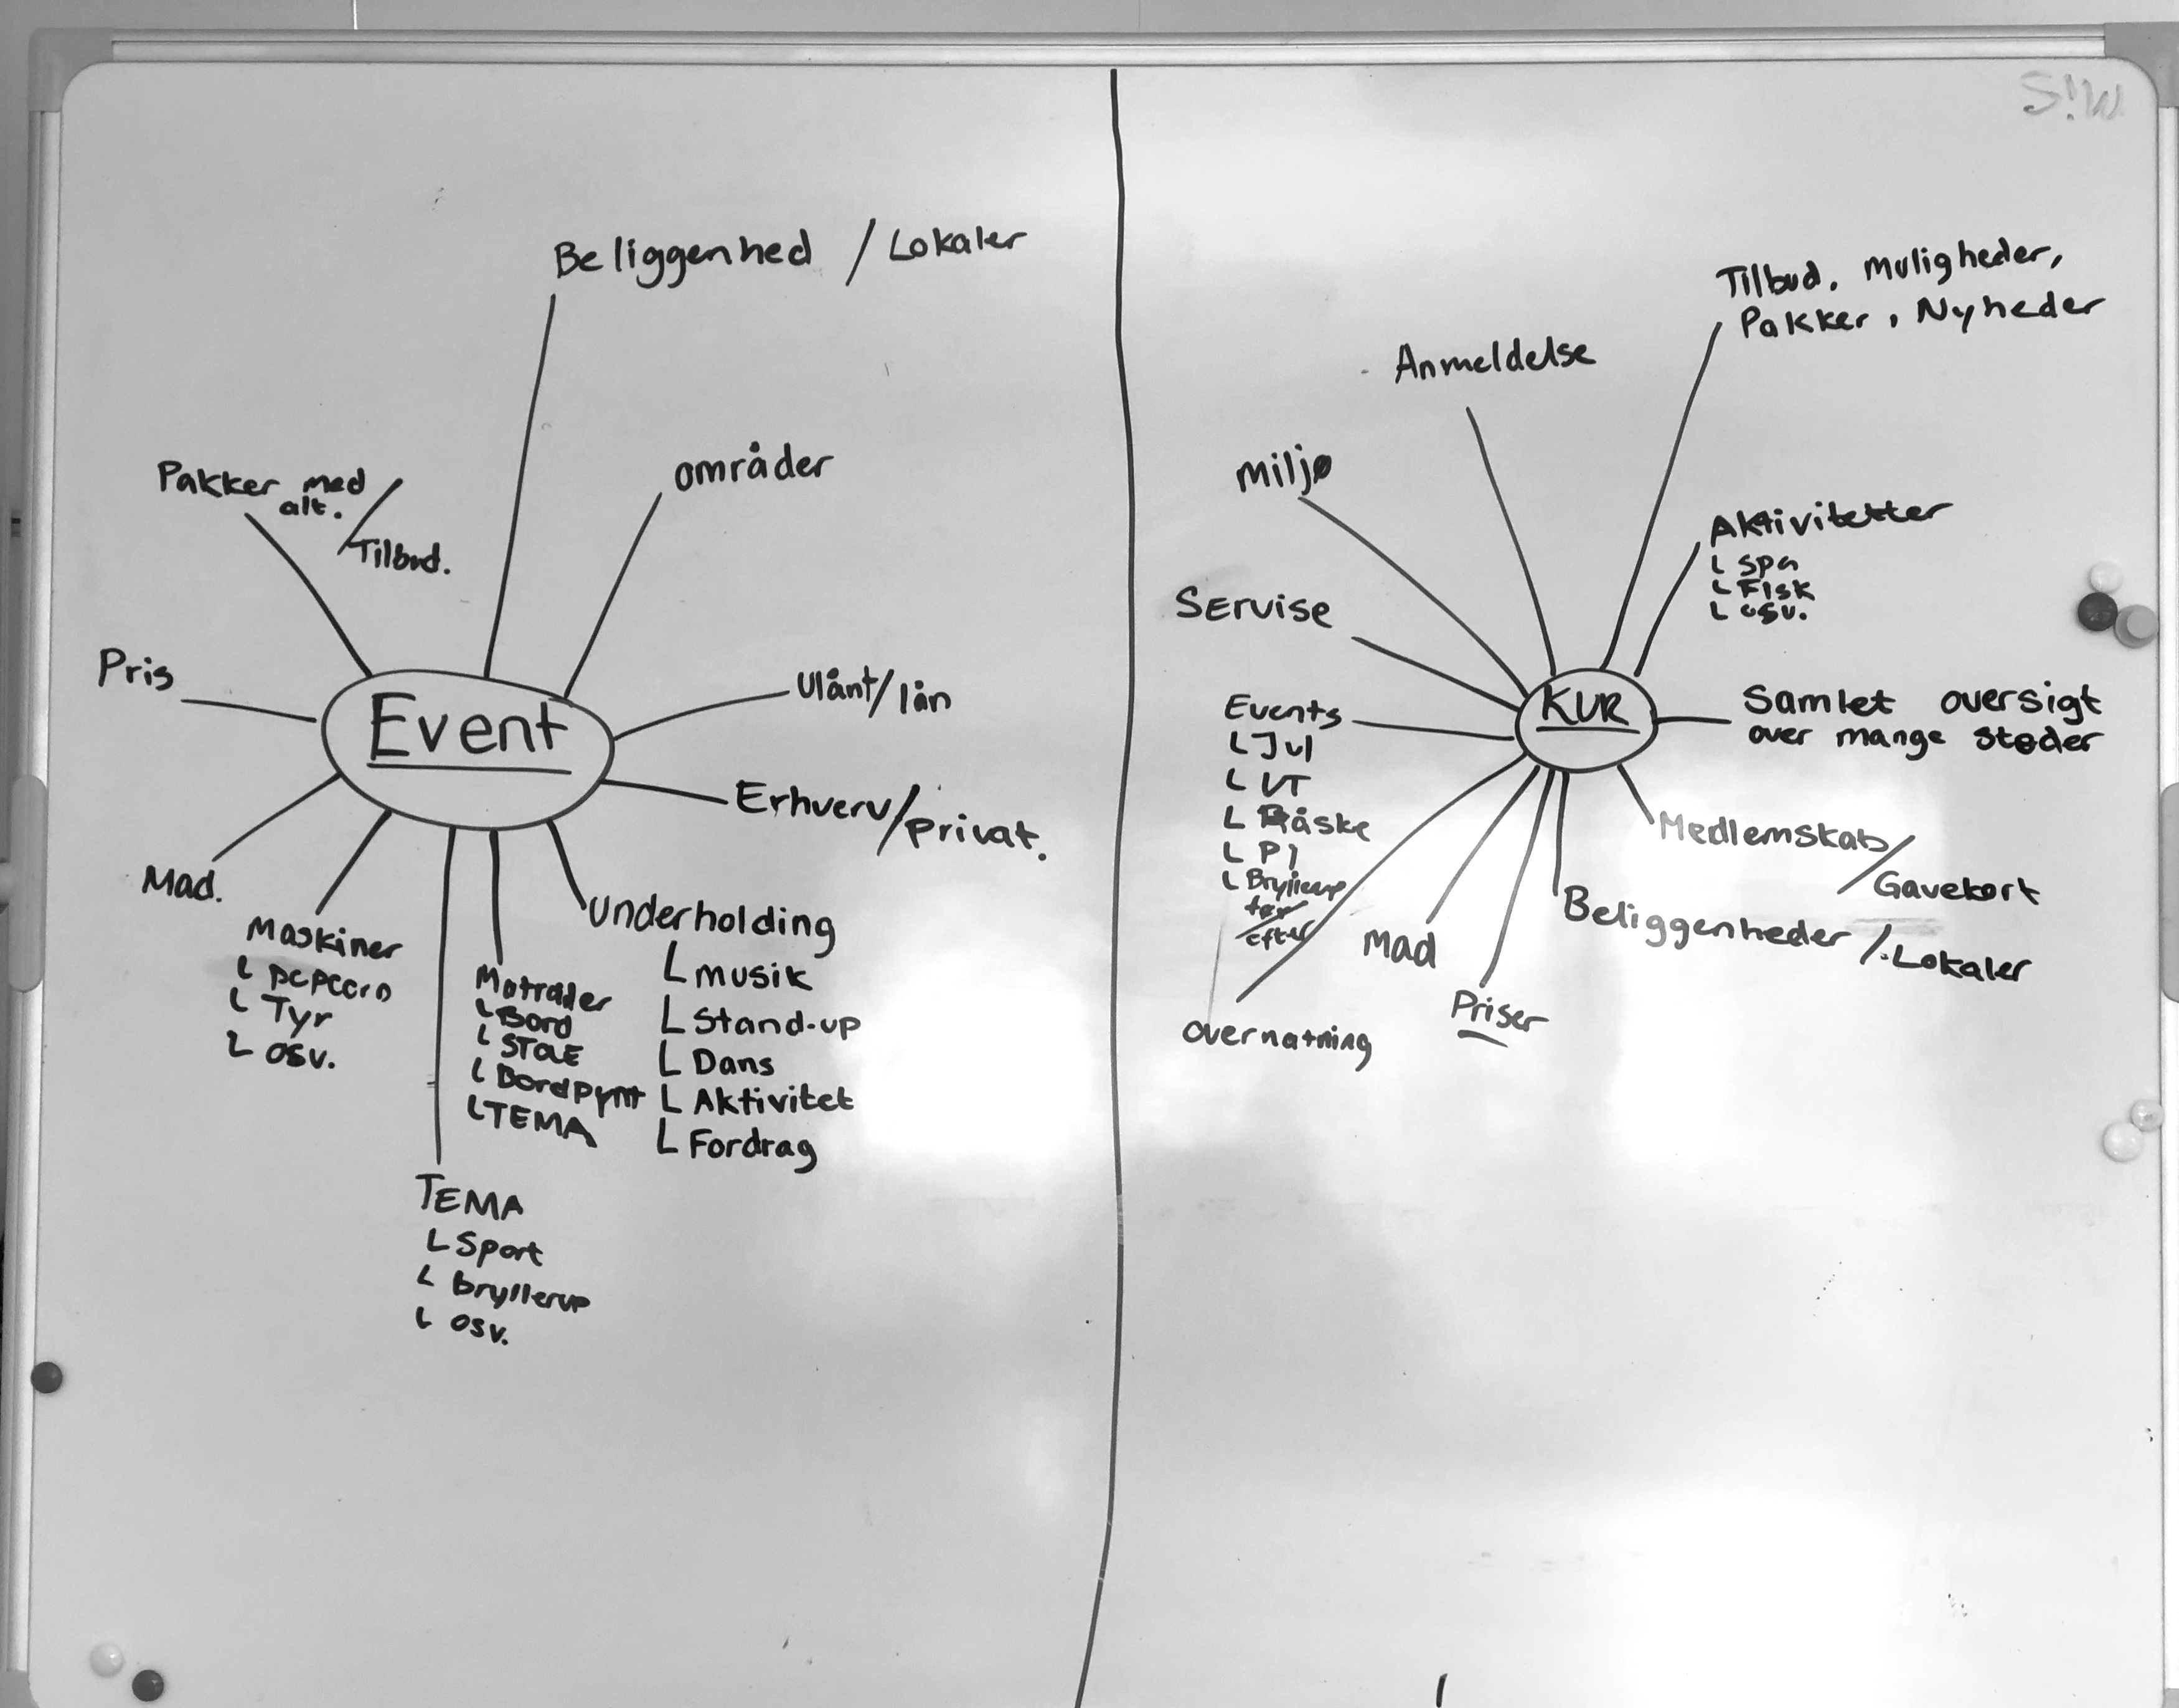 Beliggenhed / Lokaler
områder
Pakker med
alt. /
Tilbud.
Pris
Event
Ulånt/lån
Erhverv/privat.
Mad.
Maskiner
L popcorn
L Tyr
L osv.
Underholding
L musik
L Stand-up
L Dans
L Aktivitet
L Fordrag
L Bord
L STOLE
L Bordpynt
L TEMA
TEMA
L Sport
L bryllerup
L osv.
S!W
Tilbud. muligheder,
Pakker, Nyheder
Anmeldelse
miljø
Aktivitetter
L spa
L Fisk
L osv.
Servise
KUR
Samlet oversigt
over mange steder
Events
L Jul
L VT
L Påske
L
L Bryllerup
før/
efter
Medlemskab/
Gavekort
Beliggenheder /. Lokaler
mad
Priser
overnatning